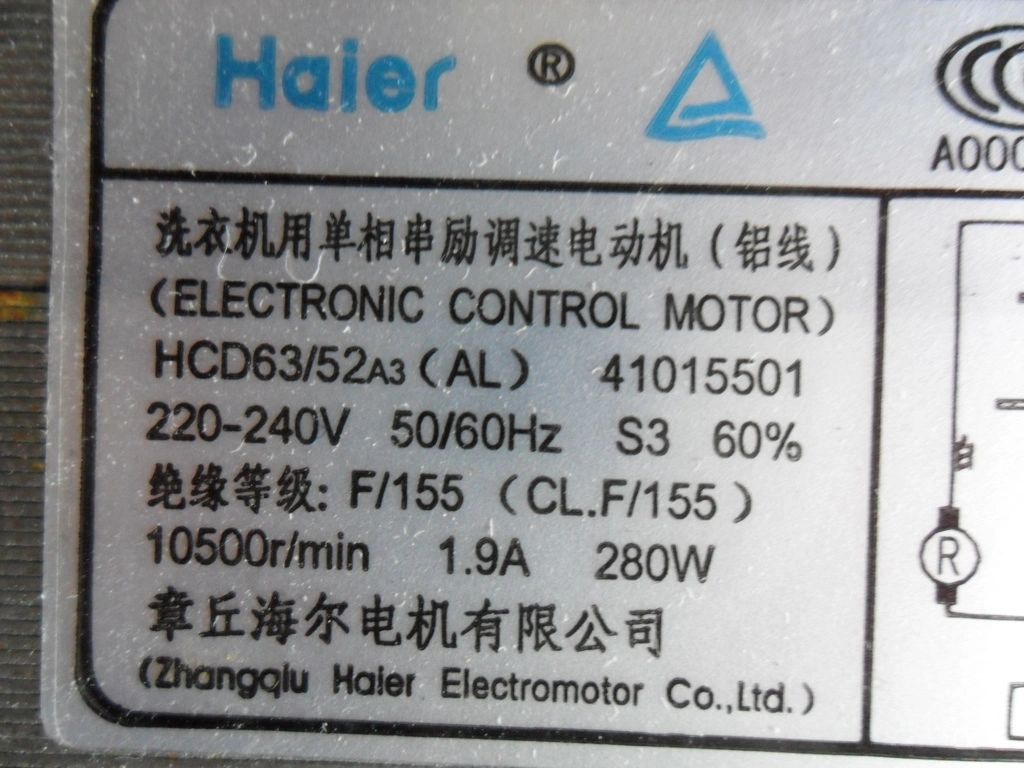 Haier ®
A000
洗衣机用单相串励调速电动机（铝线）
(ELECTRONIC CONTROL MOTOR)
HCD63/52A3（AL） 41015501
220-240V 50/60Hz S3 60%
绝缘等级: F/155 （CL.F/155）
10500r/min 1.9A 280W
章丘海尔电机有限公司
(Zhangqiu Haier Electromotor Co.,Ltd.)
白
R